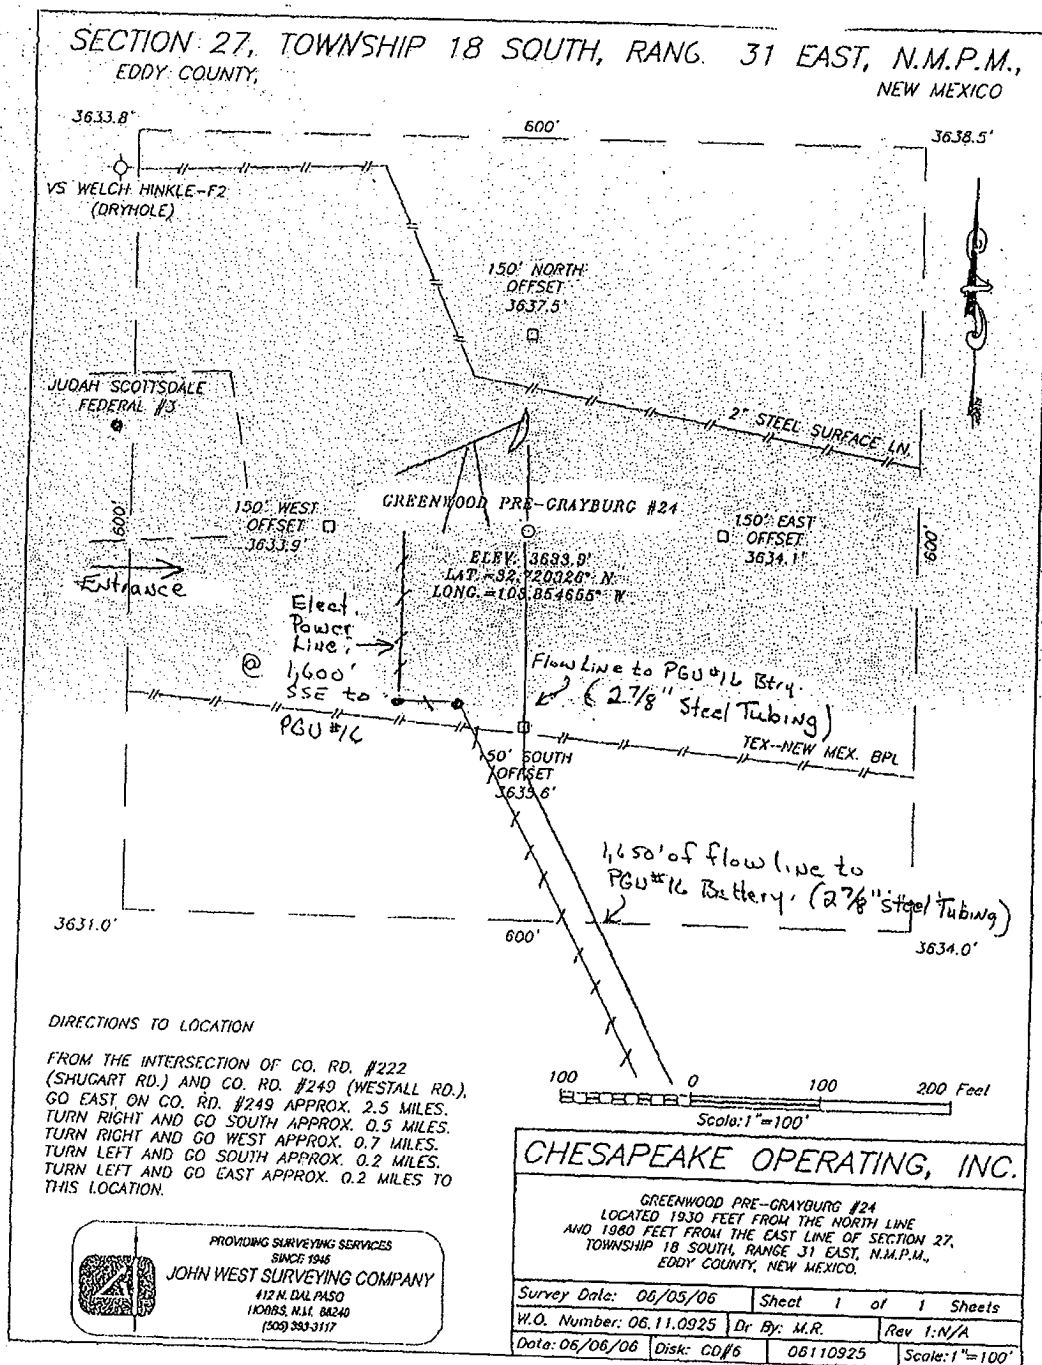 SECTION 27, TOWNSHIP 18 SOUTH, RANG. 31 EAST, N.M.P.M.,
EDDY COUNTY,
NEW MEXICO
3633.8'
600'
3638.5'
VS WELCH HINKLE-F2
(DRYHOLE)
150' NORTH
OFFSET
3637.5'
JUDAH SCOTTSDALE
FEDERAL #3
2" STEEL SURFACE LN.
GREENWOOD PRE-GRAYBURG #24
150' WEST
OFFSET
3633.9'
600'
150' EAST
OFFSET
3634.1'
600'
ELEV. 3633.9'
LAT.=32.720326° N
LONG.=103.854655° W
Entrance
Elect.
Power
Line.
@
1,600'
SSE to
PGU #16
Flow Line to PGU #16 Btry.
(2 7/8" Steel Tubing)
TEX-NEW MEX. BPL
150' SOUTH
OFFSET
3635.6'
1,650' of flow line to
PGU #16 Battery. (2 7/8" Steel Tubing)
3631.0'
600'
3634.0'
DIRECTIONS TO LOCATION
FROM THE INTERSECTION OF CO. RD. #222
(SHUGART RD.) AND CO. RD. #249 (WESTALL RD.),
GO EAST ON CO. RD. #249 APPROX. 2.5 MILES.
TURN RIGHT AND GO SOUTH APPROX. 0.5 MILES.
TURN RIGHT AND GO WEST APPROX. 0.7 MILES.
TURN LEFT AND GO SOUTH APPROX. 0.2 MILES.
TURN LEFT AND GO EAST APPROX. 0.2 MILES TO
THIS LOCATION.
100 0 100 200 Feet
Scale:1"=100'
CHESAPEAKE OPERATING, INC.
GREENWOOD PRE-GRAYBURG #24
LOCATED 1930 FEET FROM THE NORTH LINE
AND 1980 FEET FROM THE EAST LINE OF SECTION 27,
TOWNSHIP 18 SOUTH, RANGE 31 EAST, N.M.P.M.,
EDDY COUNTY, NEW MEXICO.
PROVIDING SURVEYING SERVICES
SINCE 1946
JOHN WEST SURVEYING COMPANY
412 N. DAL PASO
HOBBS, N.M. 88240
(505) 393-3117
Survey Date: 06/05/06 Sheet 1 of 1 Sheets
W.O. Number: 06.11.0925 Dr By: M.R. Rev 1:N/A
Date: 06/06/06 Disk: CD#6 06110925 Scale:1"=100'